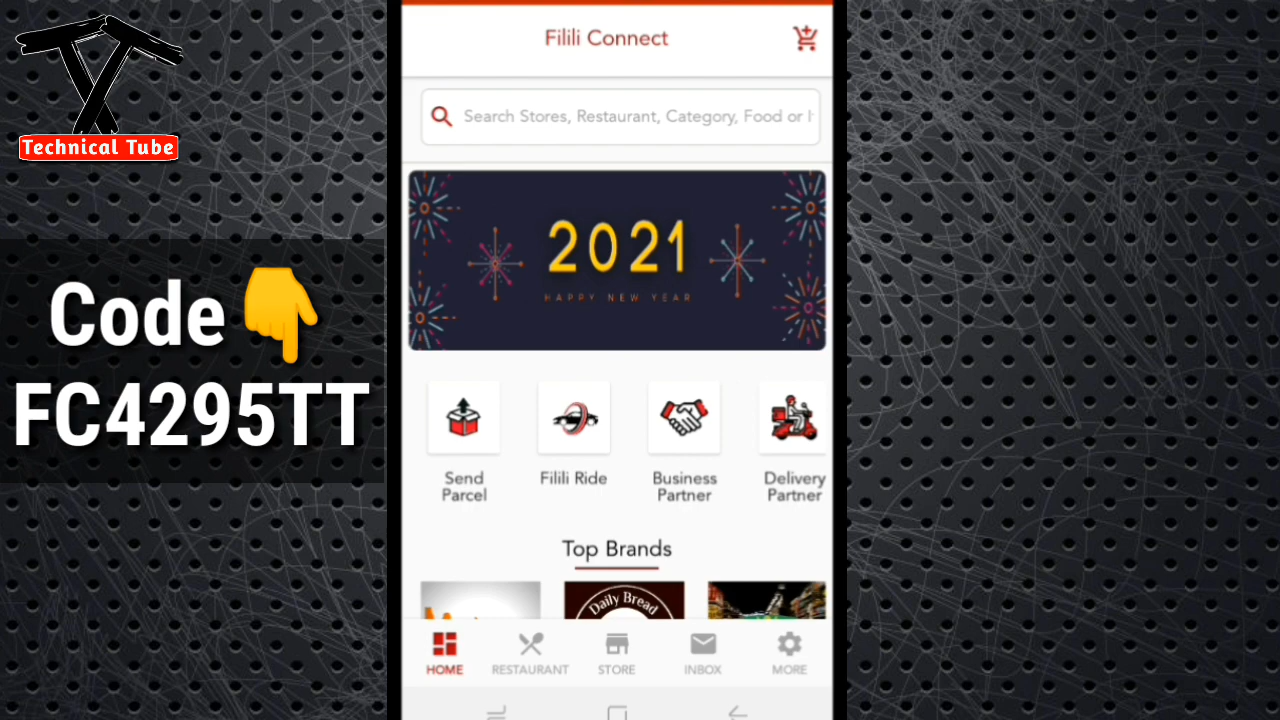 Technical Tube
Code
FC4295TT
Filili Connect
Search Stores, Restaurant, Category, Food or I
2021
HAPPY NEW YEAR
Send
Parcel
Filili Ride
Business
Partner
Delivery
Partner
Top Brands
Daily Bread
HOME
RESTAURANT
STORE
INBOX
MORE